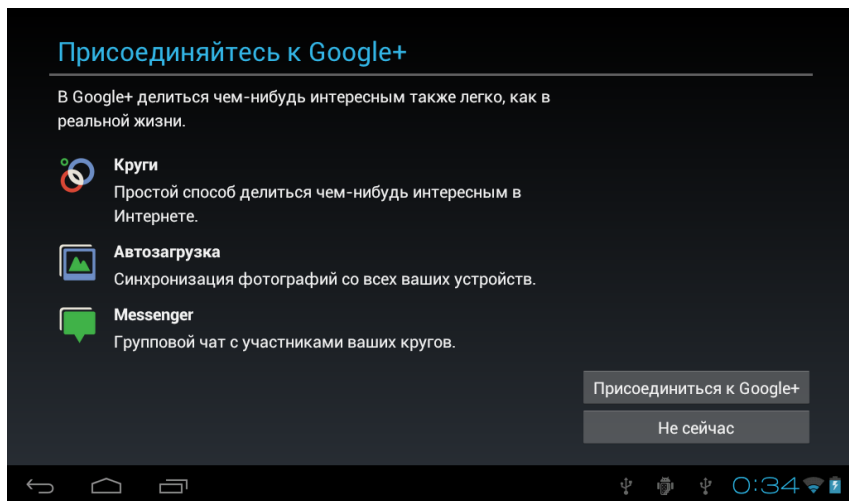 Присоединяйтесь к Google+
В Google+ делиться чем-нибудь интересным также легко, как в
реальной жизни.
Круги
Простой способ делиться чем-нибудь интересным в
Интернете.
Автозагрузка
Синхронизация фотографий со всех ваших устройств.
Messenger
Групповой чат с участниками ваших кругов.
Присоединиться к Google+
Не сейчас
0:34